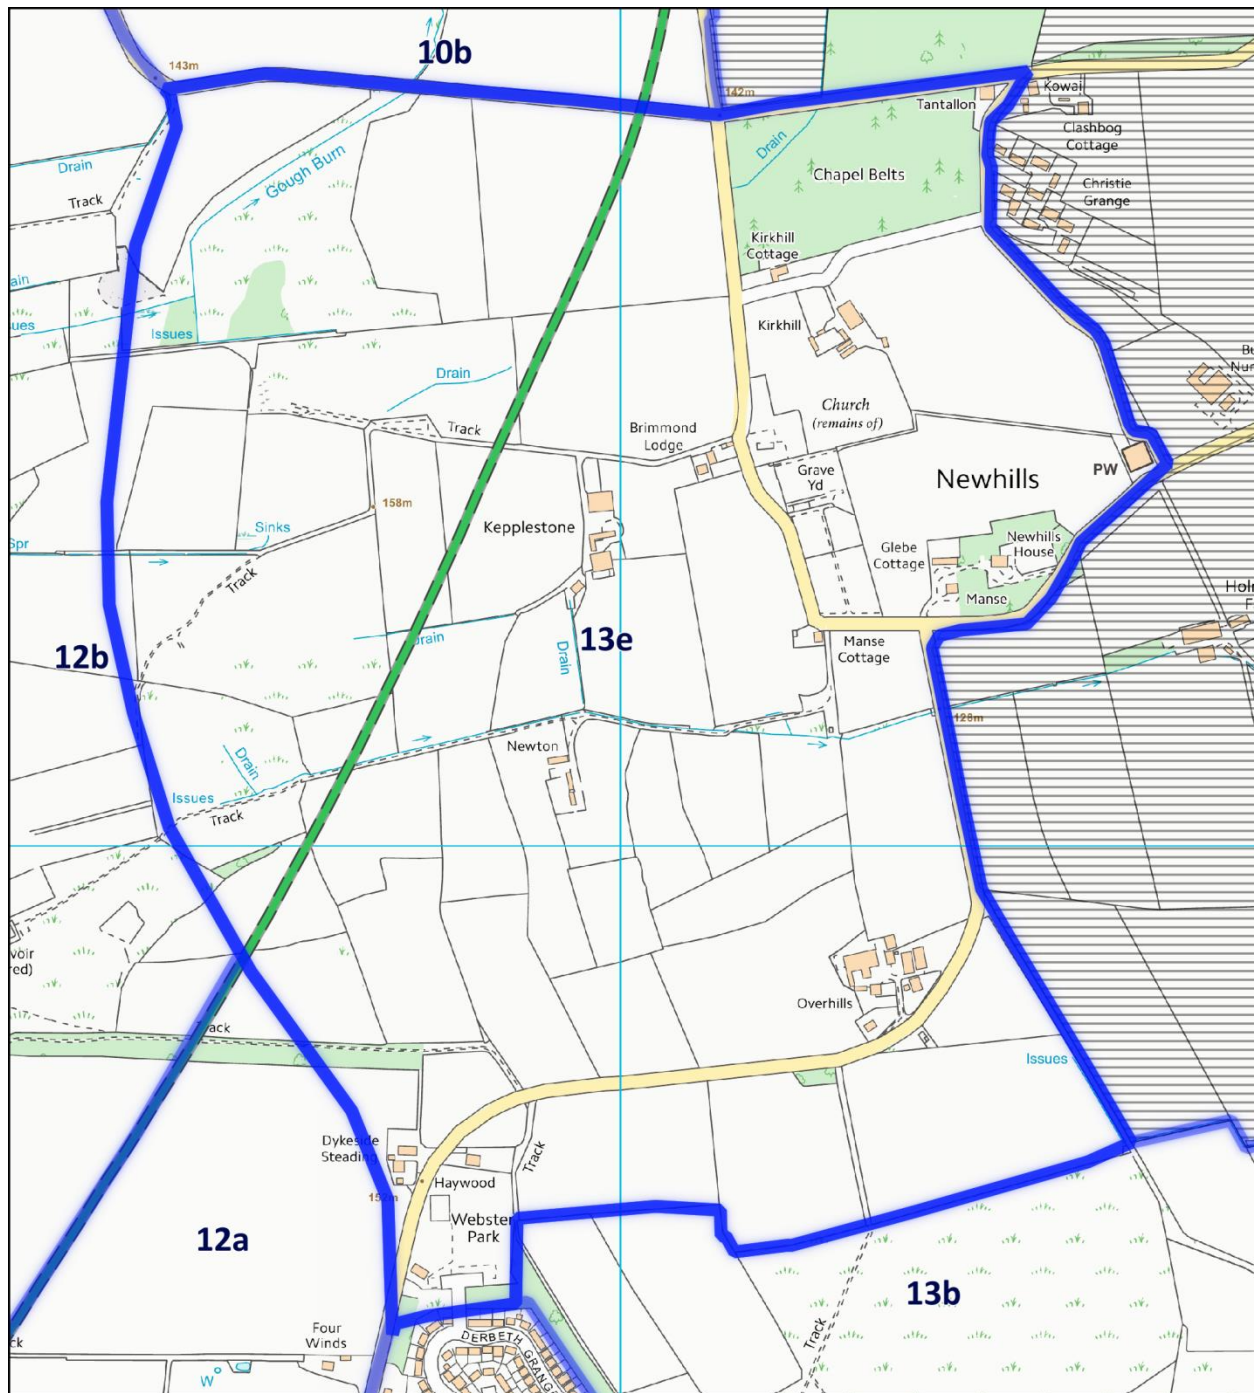 10b
143m
142m
Kowai
Tantallon
Clashbog
Cottage
Drain
Drain
Gough Burn
Chapel Belts
Track
Christie
Grange
Kirkhill
Cottage
Issues
Kirkhill
Drain
Church
(remains of)
Track
Brimmond
Lodge
PW
Grave
Yd
Newhills
158m
Sinks
Spr
Kepplestone
Newhills
House
Glebe
Cottage
Track
Manse
13e
Drain
Drain
12b
Manse
Cottage
128m
Newton
Drain
Issues
Track
Overhills
Track
Issues
Dykeside
Steading
Track
Haywood
Webster
Park
12a
13b
Four
Winds
DERBETH GRANGE
Track
W